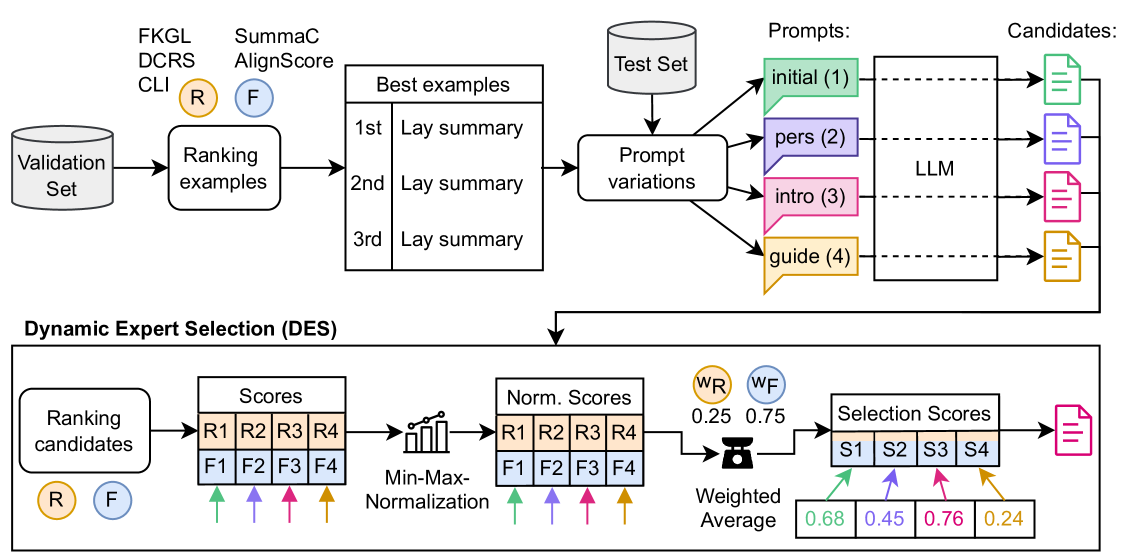 FKGL
DCRS
CLI
R
SummaC
AlignScore
F
Validation
Set
Ranking
examples
Best examples
1st
Lay summary
2nd
Lay summary
3rd
Lay summary
Test Set
Prompt
variations
Prompts:
initial (1)
pers (2)
intro (3)
guide (4)
LLM
Candidates:
Dynamic Expert Selection (DES)
Ranking
candidates
R
F
Scores
R1 R2 R3 R4
F1 F2 F3 F4
Min-Max-
Normalization
Norm. Scores
R1 R2 R3 R4
F1 F2 F3 F4
wR
wF
0.25
0.75
Weighted
Average
Selection Scores
S1 S2 S3 S4
0.68 0.45 0.76 0.24